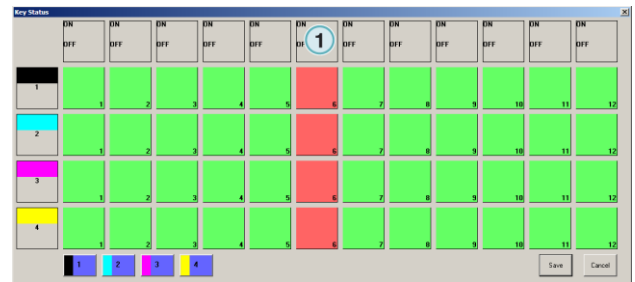 Key Status
ON ON ON ON ON ON ON ON ON ON ON ON
OFF OFF OFF OFF OFF OF 1 OFF OFF OFF OFF OFF OFF
1 1 2 3 4 5 6 7 8 9 10 11 12
2 1 2 3 4 5 6 7 8 9 10 11 12
3 1 2 3 4 5 6 7 8 9 10 11 12
4 1 2 3 4 5 6 7 8 9 10 11 12
1 2 3 4 Save Cancel